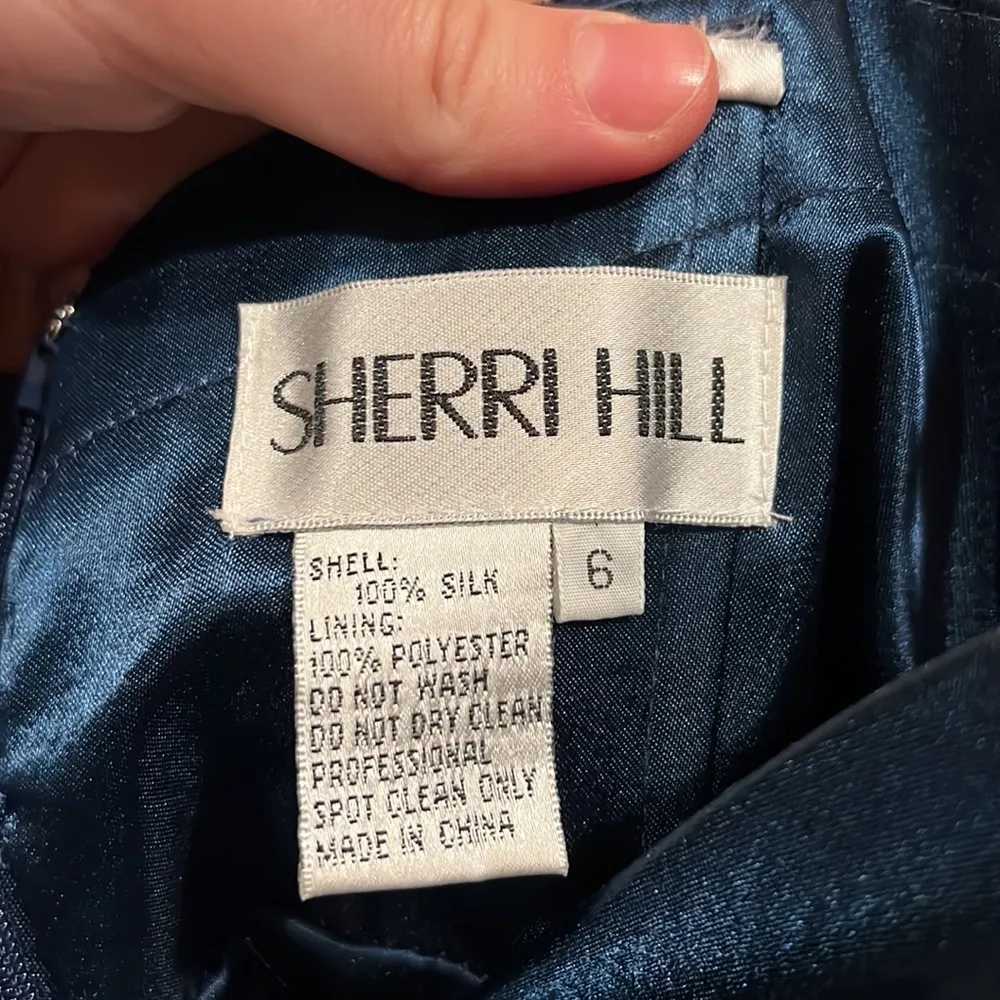 SHERRI HILL
6
SHELL:
100% SILK
LINING:
100% POLYESTER
DO NOT WASH
DO NOT DRY CLEAN
PROFESSIONAL
SPOT CLEAN ONLY
MADE IN CHINA